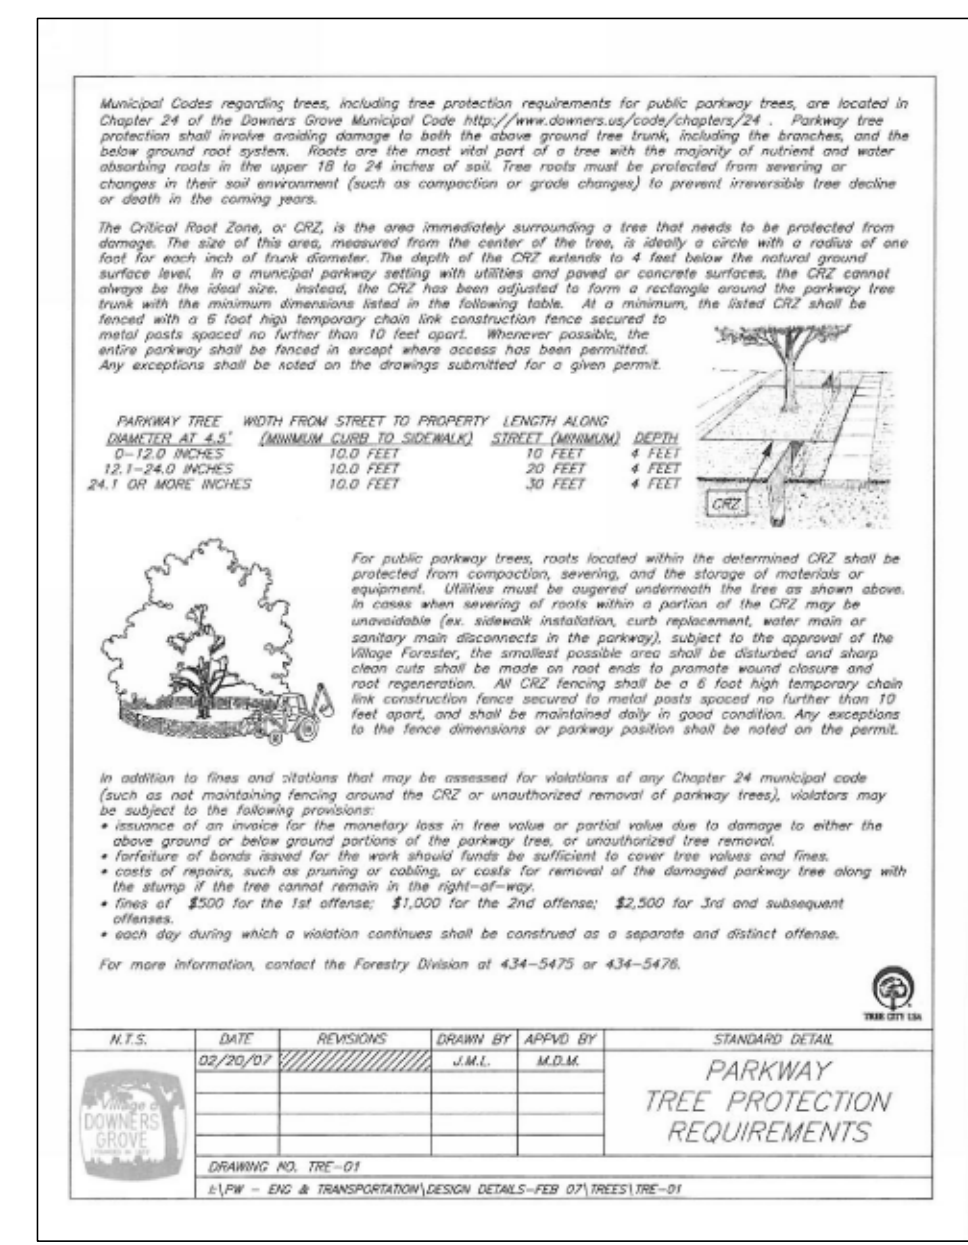 Municipal Codes regarding trees, including tree protection requirements for public parkway trees, are located in
Chapter 24 of the Downers Grove Municipal Code http://www.downers.us/code/chapters/24 . Parkway tree
protection shall involve avoiding damage to both the above ground tree trunk, including the branches, and the
below ground root system. Roots are the most vital part of a tree with the majority of nutrient and water
absorbing roots in the upper 18 to 24 inches of soil. Tree roots must be protected from severing or
changes in their soil environment (such as compaction or grade changes) to prevent irreversible tree decline
or death in the coming years.
The Critical Root Zone, or CRZ, is the area immediately surrounding a tree that needs to be protected from
damage. The size of this area, measured from the center of the tree, is ideally a circle with a radius of one
foot for each inch of trunk diameter. The depth of the CRZ extends to 4 feet below the natural ground
surface level. In a municipal parkway setting with utilities and paved or concrete surfaces, the CRZ cannot
always be the ideal size. Instead, the CRZ has been adjusted to form a rectangle around the parkway tree
trunk with the minimum dimensions listed in the following table. At a minimum, the listed CRZ shall be
fenced with a 6 foot high temporary chain link construction fence secured to
metal posts spaced no further than 10 feet apart. Whenever possible, the
entire parkway shall be fenced in except where access has been permitted.
Any exceptions shall be noted on the drawings submitted for a given permit.
PARKWAY TREE WIDTH FROM STREET TO PROPERTY LENGTH ALONG
DIAMETER AT 4.5' (MINIMUM CURB TO SIDEWALK) STREET (MINIMUM) DEPTH
0-12.0 INCHES 10.0 FEET 10 FEET 4 FEET
12.1-24.0 INCHES 10.0 FEET 20 FEET 4 FEET
24.1 OR MORE INCHES 10.0 FEET 30 FEET 4 FEET
CRZ
For public parkway trees, roots located within the determined CRZ shall be
protected from compaction, severing, and the storage of materials or
equipment. Utilities must be augered underneath the tree as shown above.
In cases when severing of roots within a portion of the CRZ may be
unavoidable (ex. sidewalk installation, curb replacement, water main or
sanitary main disconnects in the parkway), subject to the approval of the
Village Forester, the smallest possible area shall be disturbed and sharp
clean cuts shall be made on root ends to promote wound closure and
root regeneration. All CRZ fencing shall be a 6 foot high temporary chain
link construction fence secured to metal posts spaced no further than 10
feet apart, and shall be maintained daily in good condition. Any exceptions
to the fence dimensions or parkway position shall be noted on the permit.
In addition to fines and citations that may be assessed for violations of any Chapter 24 municipal code
(such as not maintaining fencing around the CRZ or unauthorized removal of parkway trees), violators may
be subject to the following provisions:
• issuance of an invoice for the monetary loss in tree value or partial value due to damage to either the
above ground or below ground portions of the parkway tree, or unauthorized tree removal.
• forfeiture of bonds issued for the work should funds be sufficient to cover tree values and fines.
• costs of repairs, such as pruning or cabling, or costs for removal of the damaged parkway tree along with
the stump if the tree cannot remain in the right-of-way.
• fines of $500 for the 1st offense; $1,000 for the 2nd offense; $2,500 for 3rd and subsequent
offenses.
• each day during which a violation continues shall be construed as a separate and distinct offense.
For more information, contact the Forestry Division at 434-5475 or 434-5476.
TREE CITY USA
N.T.S. DATE REVISIONS DRAWN BY APPVD BY STANDARD DETAIL
02/20/07 J.M.L. M.D.M.
PARKWAY
TREE PROTECTION
REQUIREMENTS
Village of
DOWNERS
GROVE
DRAWING NO. TRE-01
I:\PW - ENG & TRANSPORTATION\DESIGN DETAILS-FEB 07\TREES\TRE-01